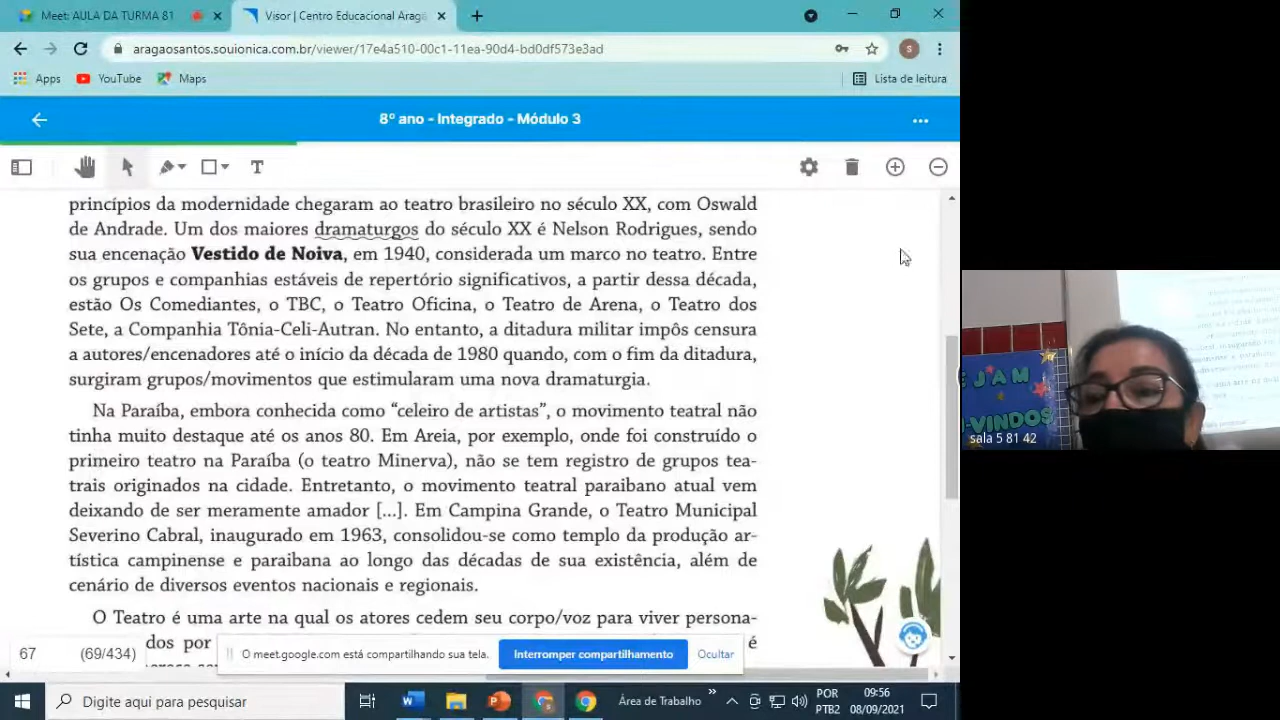 Meet: AULA DA TURMA 81
Visor | Centro Educacional Aragã
aragaosantos.souionica.com.br/viewer/17e4a510-00c1-11ea-90d4-bd0df573e3ad
S
Apps YouTube Maps
Lista de leitura
8º ano - Integrado - Módulo 3
T
princípios da modernidade chegaram ao teatro brasileiro no século XX, com Oswald
de Andrade. Um dos maiores dramaturgos do século XX é Nelson Rodrigues, sendo
sua encenação Vestido de Noiva, em 1940, considerada um marco no teatro. Entre
os grupos e companhias estáveis de repertório significativos, a partir dessa década,
estão Os Comediantes, o TBC, o Teatro Oficina, o Teatro de Arena, o Teatro dos
Sete, a Companhia Tônia-Celi-Autran. No entanto, a ditadura militar impôs censura
a autores/encenadores até o início da década de 1980 quando, com o fim da ditadura,
surgiram grupos/movimentos que estimularam uma nova dramaturgia.
Na Paraíba, embora conhecida como “celeiro de artistas”, o movimento teatral não
tinha muito destaque até os anos 80. Em Areia, por exemplo, onde foi construído o
primeiro teatro na Paraíba (o teatro Minerva), não se tem registro de grupos tea-
trais originados na cidade. Entretanto, o movimento teatral paraibano atual vem
deixando de ser meramente amador [...]. Em Campina Grande, o Teatro Municipal
Severino Cabral, inaugurado em 1963, consolidou-se como templo da produção ar-
tística campinense e paraibana ao longo das décadas de sua existência, além de
cenário de diversos eventos nacionais e regionais.
O Teatro é uma arte na qual os atores cedem seu corpo/voz para viver persona-
dos por
é
67 (69/434)
O meet.google.com está compartilhando sua tela.
Interromper compartilhamento
Ocultar
EJAM
-VINDOS
sala 5 81 42
Digite aqui para pesquisar
Área de Trabalho
POR
PTB2
09:56
08/09/2021